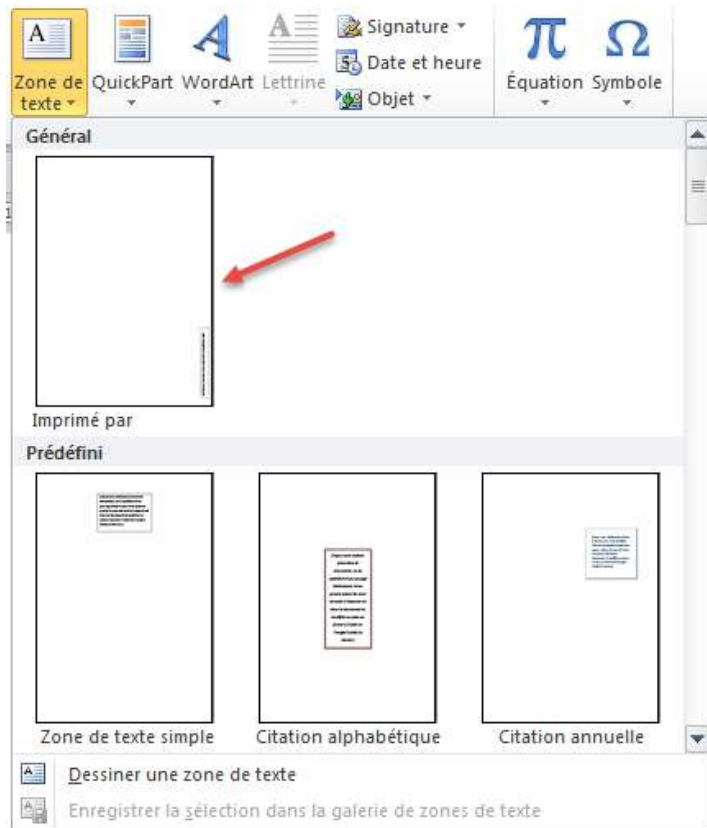 Signature
Date et heure
Zone de texte
QuickPart
WordArt
Lettrine
Objet
Équation
Symbole
Général
Imprimé par
Prédéfini
Zone de texte simple
Citation alphabétique
Citation annuelle
Dessiner une zone de texte
Enregistrer la sélection dans la galerie de zones de texte